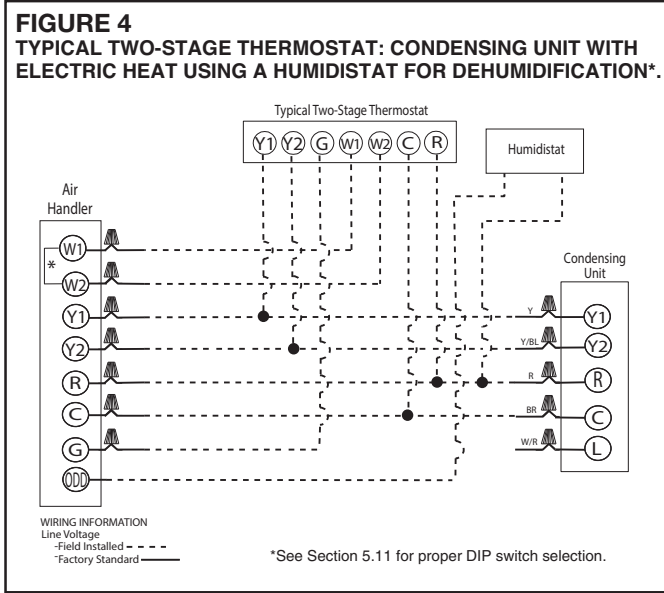 FIGURE 4
TYPICAL TWO-STAGE THERMOSTAT: CONDENSING UNIT WITH
ELECTRIC HEAT USING A HUMIDISTAT FOR DEHUMIDIFICATION*.
Typical Two-Stage Thermostat
Y1 Y2 G W1 W2 C R
Humidistat
Air
Handler
Condensing
Unit
W1
*
W2
Y1 Y Y1
Y2 Y/BL Y2
R R R
C BR C
G W/R L
ODD
WIRING INFORMATION
Line Voltage
-Field Installed
-Factory Standard
*See Section 5.11 for proper DIP switch selection.